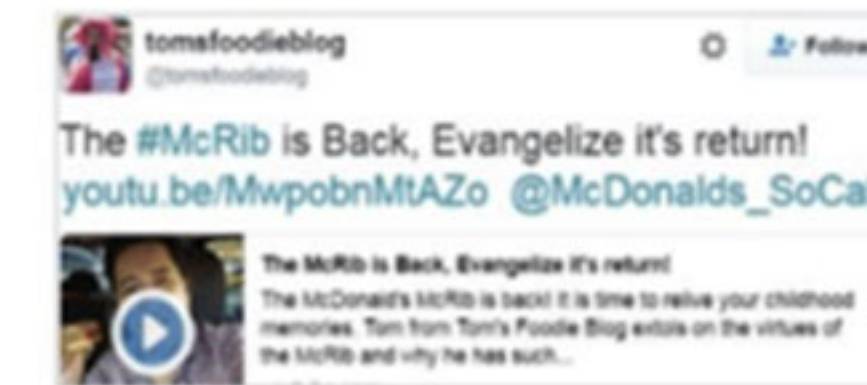 tomsfoodieblog
@tomsfoodieblog
Follow
The #McRib is Back, Evangelize it's return!
youtu.be/MwpobnMtAZo @McDonalds_SoCal
The McRib is Back, Evangelize it's return!
The McDonald's McRib is back! It is time to relive your childhood
memories. Tom from Tom's Foodie Blog extols on the virtues of
the McRib and why he has such...